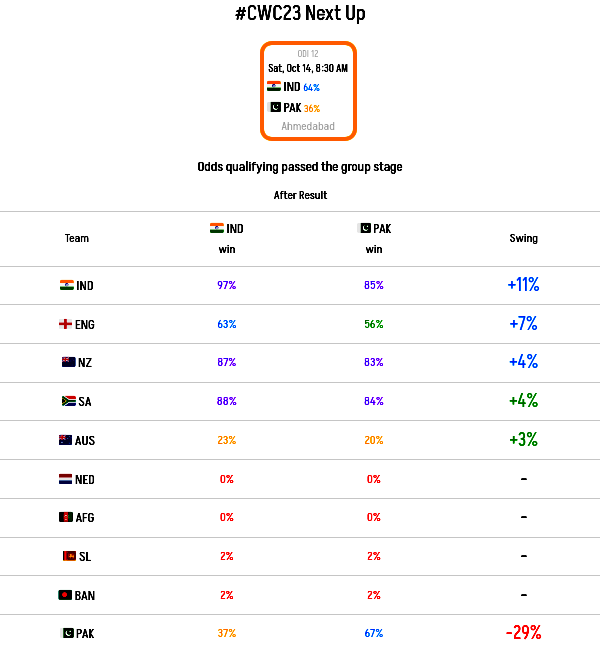 #CWC23 Next Up
ODI 12
Sat, Oct 14, 8:30 AM
IND 64%
PAK 36%
Ahmedabad
Odds qualifying passed the group stage
After Result
Team IND win PAK win Swing
IND 97% 85% +11%
ENG 63% 56% +7%
NZ 87% 83% +4%
SA 88% 84% +4%
AUS 23% 20% +3%
NED 0% 0% -
AFG 0% 0% -
SL 2% 2% -
BAN 2% 2% -
PAK 37% 67% -29%